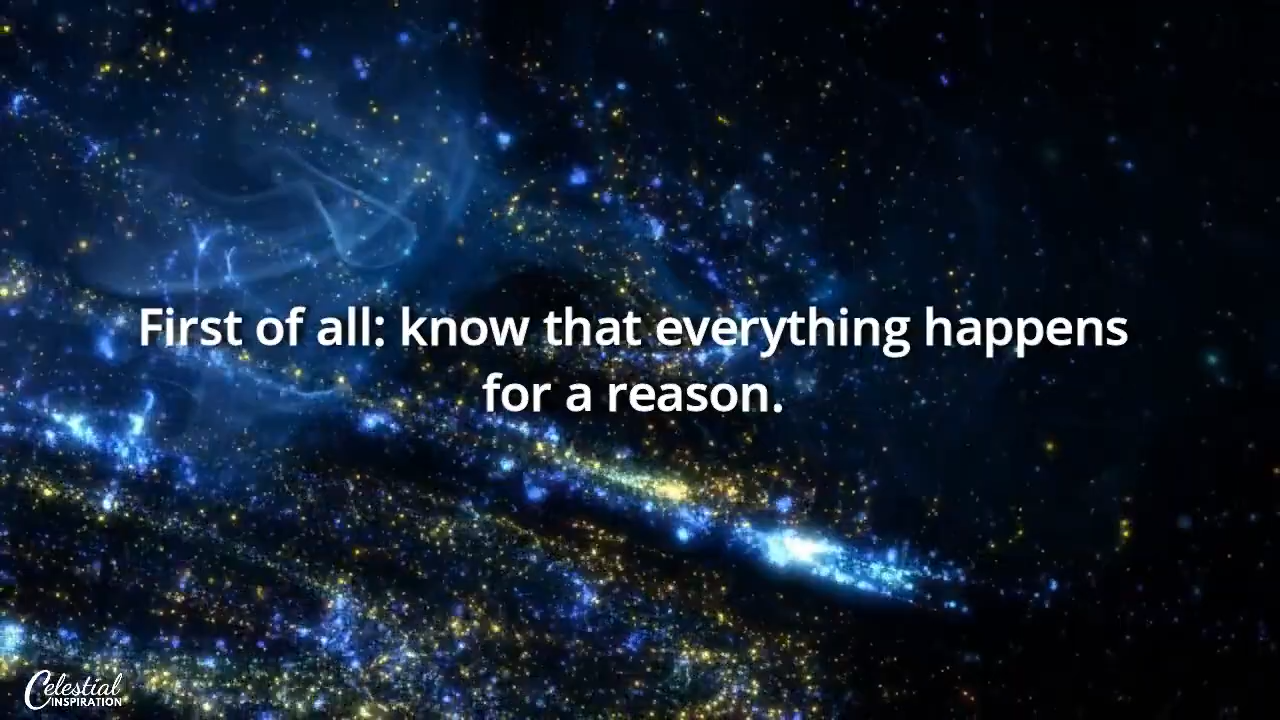 First of all: know that everything happens
for a reason.
Celestial
INSPIRATION